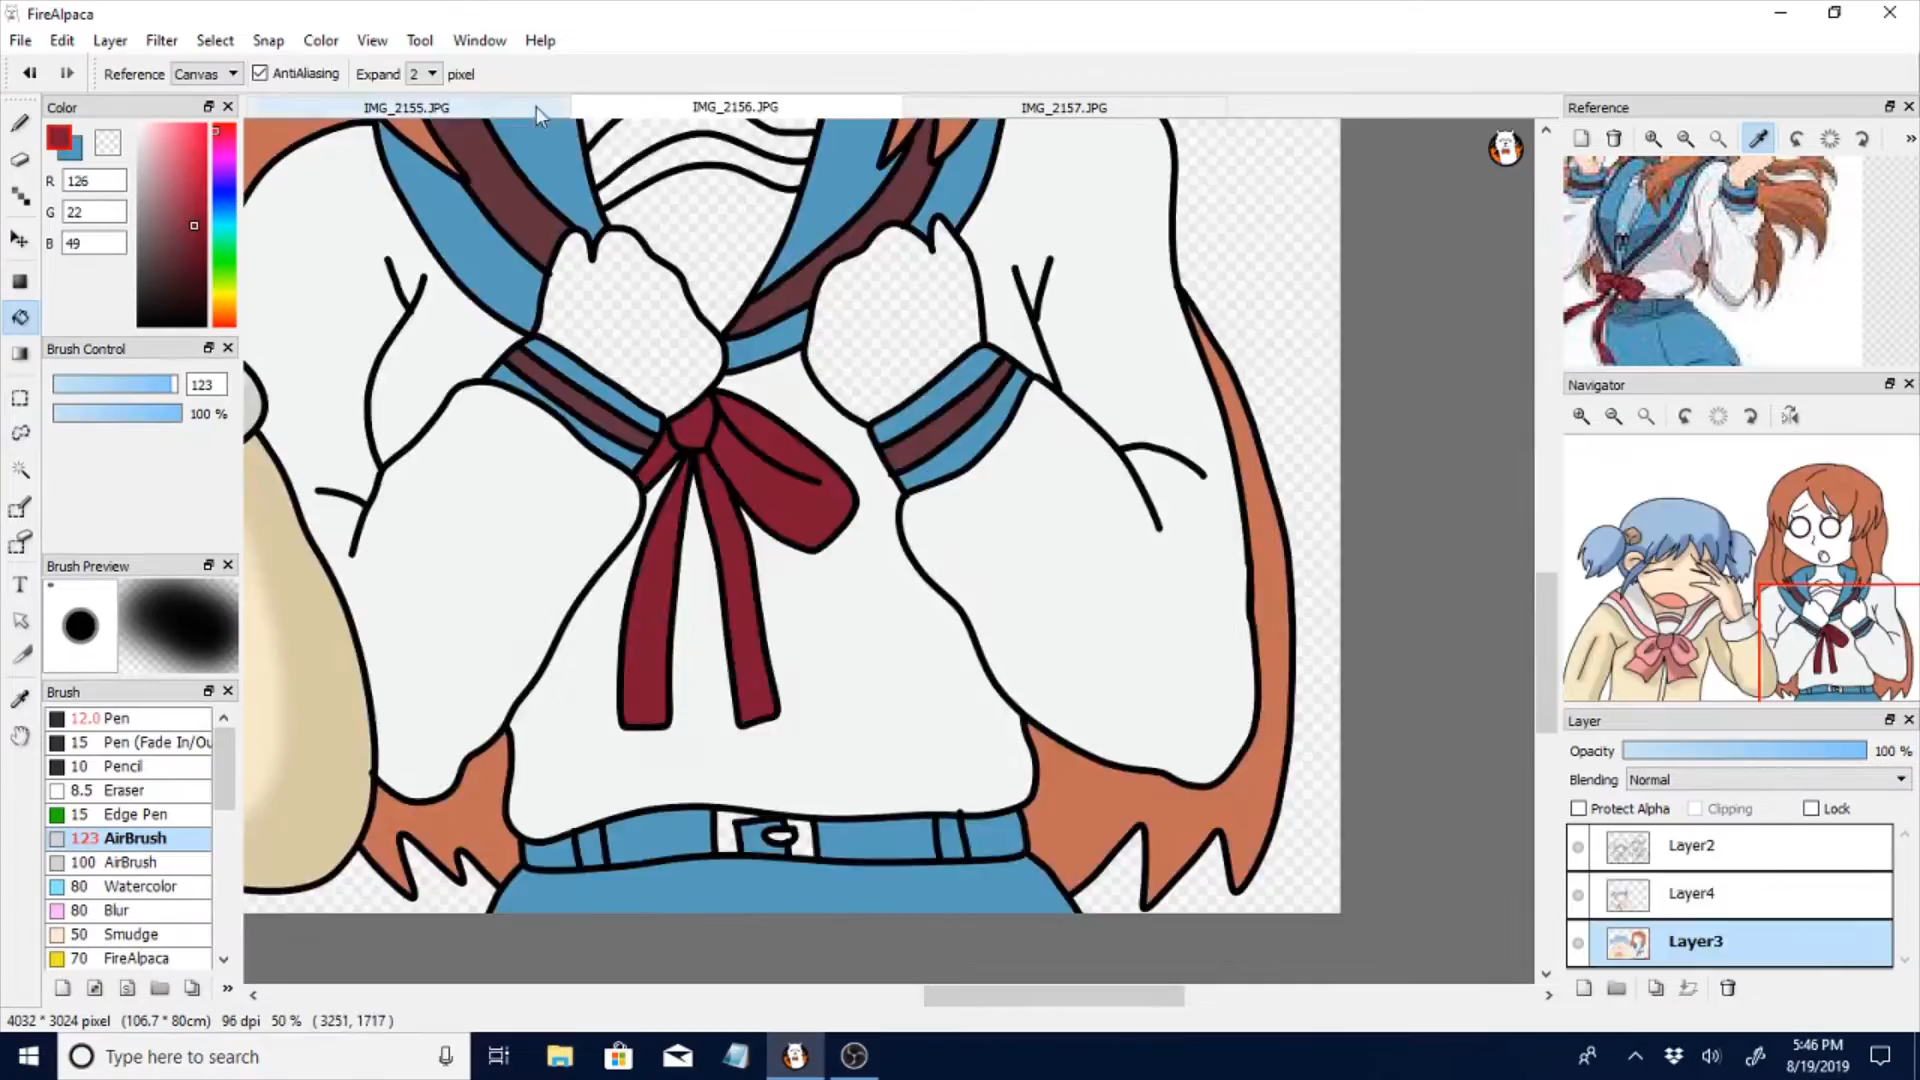 FireAlpaca
File Edit Layer Filter Select Snap Color View Tool Window Help
Reference Canvas AntiAliasing Expand 2 pixel
Color
IMG_2155.JPG IMG_2156.JPG IMG_2157.JPG
Reference
R 126
G 22
B 49
Brush Control
123
100 %
Navigator
Brush Preview
Brush
12.0 Pen
15 Pen (Fade In/Ou
10 Pencil
8.5 Eraser
15 Edge Pen
123 AirBrush
100 AirBrush
80 Watercolor
80 Blur
50 Smudge
70 FireAlpaca
Layer
Opacity 100 %
Blending Normal
Protect Alpha Clipping Lock
Layer2
Layer4
Layer3
4032 * 3024 pixel (106.7 * 80cm) 96 dpi 50 % ( 3251, 1717 )
Type here to search
5:46 PM
8/19/2019